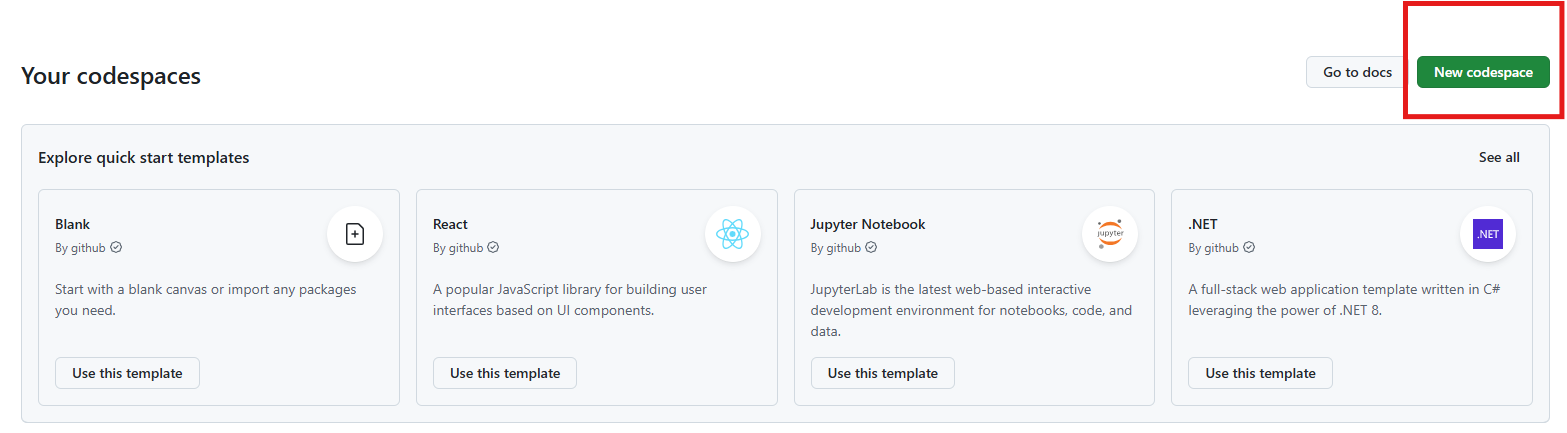 Your codespaces
Go to docs
New codespace
Explore quick start templates
See all
Blank
By github
Start with a blank canvas or import any packages
you need.
Use this template
React
By github
A popular JavaScript library for building user
interfaces based on UI components.
Use this template
Jupyter Notebook
By github
jupyter
JupyterLab is the latest web-based interactive
development environment for notebooks, code, and
data.
Use this template
.NET
By github
.NET
A full-stack web application template written in C#
leveraging the power of .NET 8.
Use this template